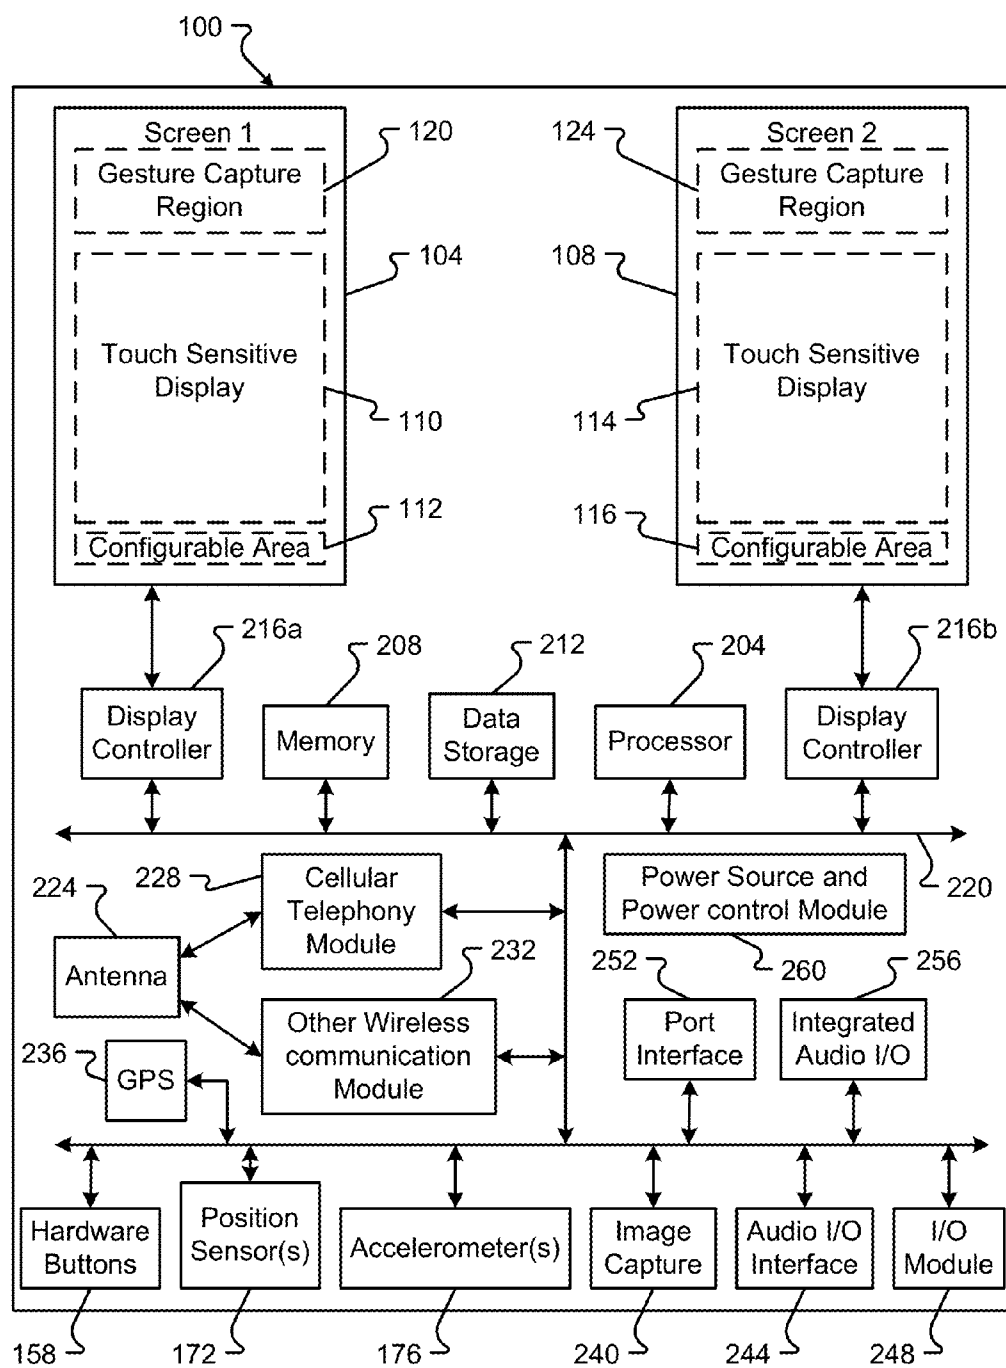 100
Screen 1
120
124
Screen 2
Gesture Capture
Region
Gesture Capture
Region
104
108
Touch Sensitive
Display
Touch Sensitive
Display
110
114
112
116
Configurable Area
Configurable Area
216a
208
212
204
216b
Display
Controller
Memory
Data
Storage
Processor
Display
Controller
228
Cellular
Telephony
Module
Power Source and
Power control Module
220
224
Antenna
232
252
260
256
Other Wireless
communication
Module
Port
Interface
Integrated
Audio I/O
236
GPS
Hardware
Buttons
Position
Sensor(s)
Accelerometer(s)
Image
Capture
Audio I/O
Interface
I/O
Module
158
172
176
240
244
248